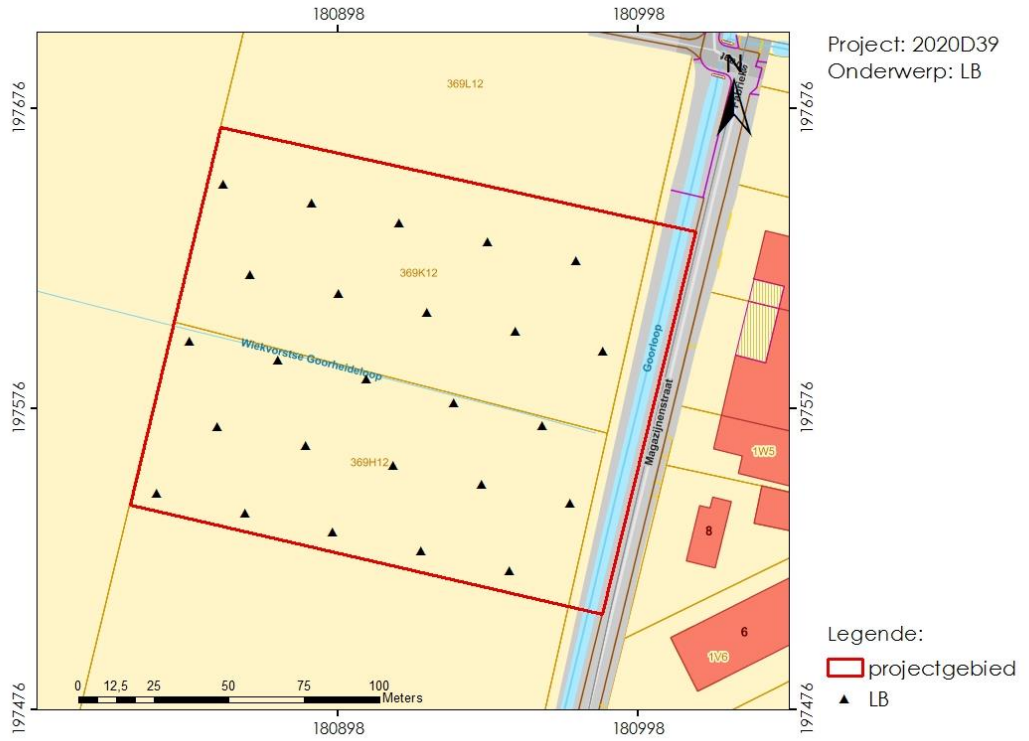 180898 180998
Project: 2020D39
Onderwerp: LB
197676 197676
369L12
369K12
Wiekvorstse Goorheideloop
Goorloop
Magazijnenstraat
197576 197576
369H12
1W5
8
6
1V6
0 12,5 25 50 75 100
Meters
197476 197476
180898 180998
Legende:
projectgebied
LB